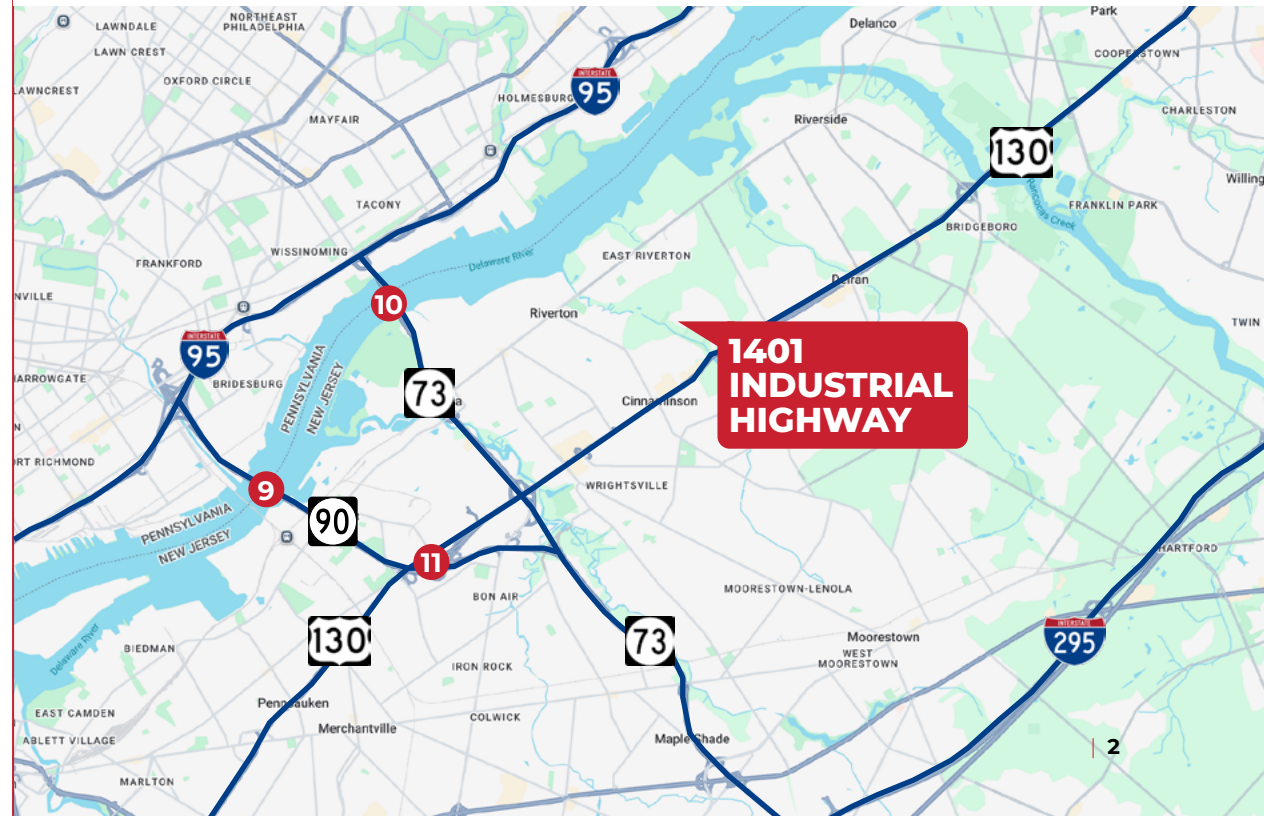 LAWNDALE
NORTHEAST
PHILADELPHIA
Delanco
Park
LAWN CREST
COOPERSTOWN
OXFORD CIRCLE
LAWNCREST
HOLMESBURG
INTERSTATE
95
CHARLESTON
MAYFAIR
Riverside
130
Willing
Rancocas Creek
TACONY
FRANKLIN PARK
BRIDGEBORO
WISSINOMING
Delaware River
EAST RIVERTON
FRANKFORD
Delran
NVILLE
10
Riverton
TWIN
INTERSTATE
95
1401
INDUSTRIAL
HIGHWAY
ARROWGATE
BRIDESBURG
PENNSYLVANIA
NEW JERSEY
73
a
Cinnaminson
N
ORT RICHMOND
9
WRIGHTSVILLE
PENNSYLVANIA
NEW JERSEY
90
11
HARTFORD
MOORESTOWN-LENOLA
BON AIR
Delaware River
BIEDMAN
130
73
Moorestown
WEST
MOORESTOWN
INTERSTATE
295
IRON ROCK
Pennsauken
EAST CAMDEN
COLWICK
Merchantville
ABLETT VILLAGE
Maple Shade
| 2
MARLTON